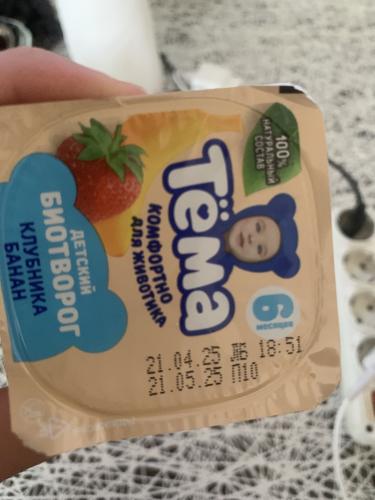 100%
НАТУРАЛЬНЫЙ
СОСТАВ
Тёма
КОМФОРТНО
ДЛЯ ЖИВОТИКА
6
месяцев
ДЕТСКИЙ
БИОТВОРОГ
КЛУБНИКА
БАНАН
21.04.25 ДБ 18:51
21.05.25 П10